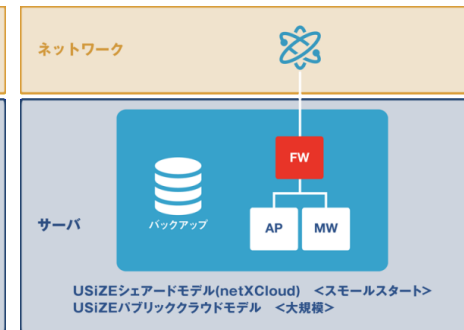 ネットワーク
FW
バックアップ
AP
MW
サーバ
USiZEシェアードモデル(netXCloud) <スモールスタート>
USiZEパブリッククラウドモデル <大規模>